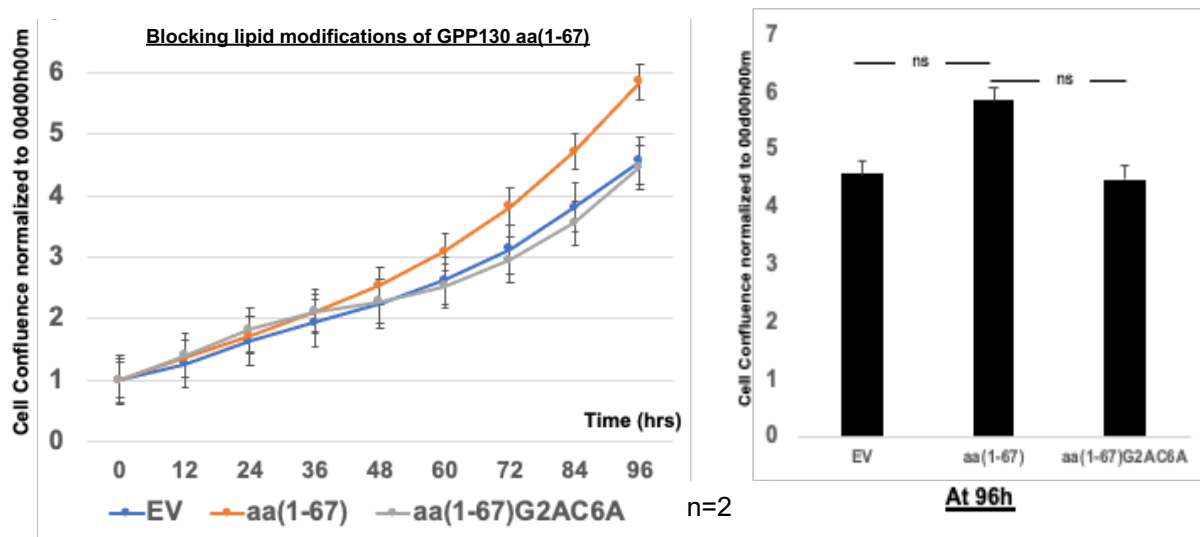 Blocking lipid modifications of GPP130 aa(1-67)
Cell Confluence normalized to 00d00h00m
6
5
4
3
2
1
0
Time (hrs)
0 12 24 36 48 60 72 84 96
EV aa(1-67) aa(1-67)G2AC6A
n=2
Cell Confluence normalized to 00d00h00m
7
6
5
4
3
2
1
0
ns
ns
EV aa(1-67) aa(1-67)G2AC6A
At 96h